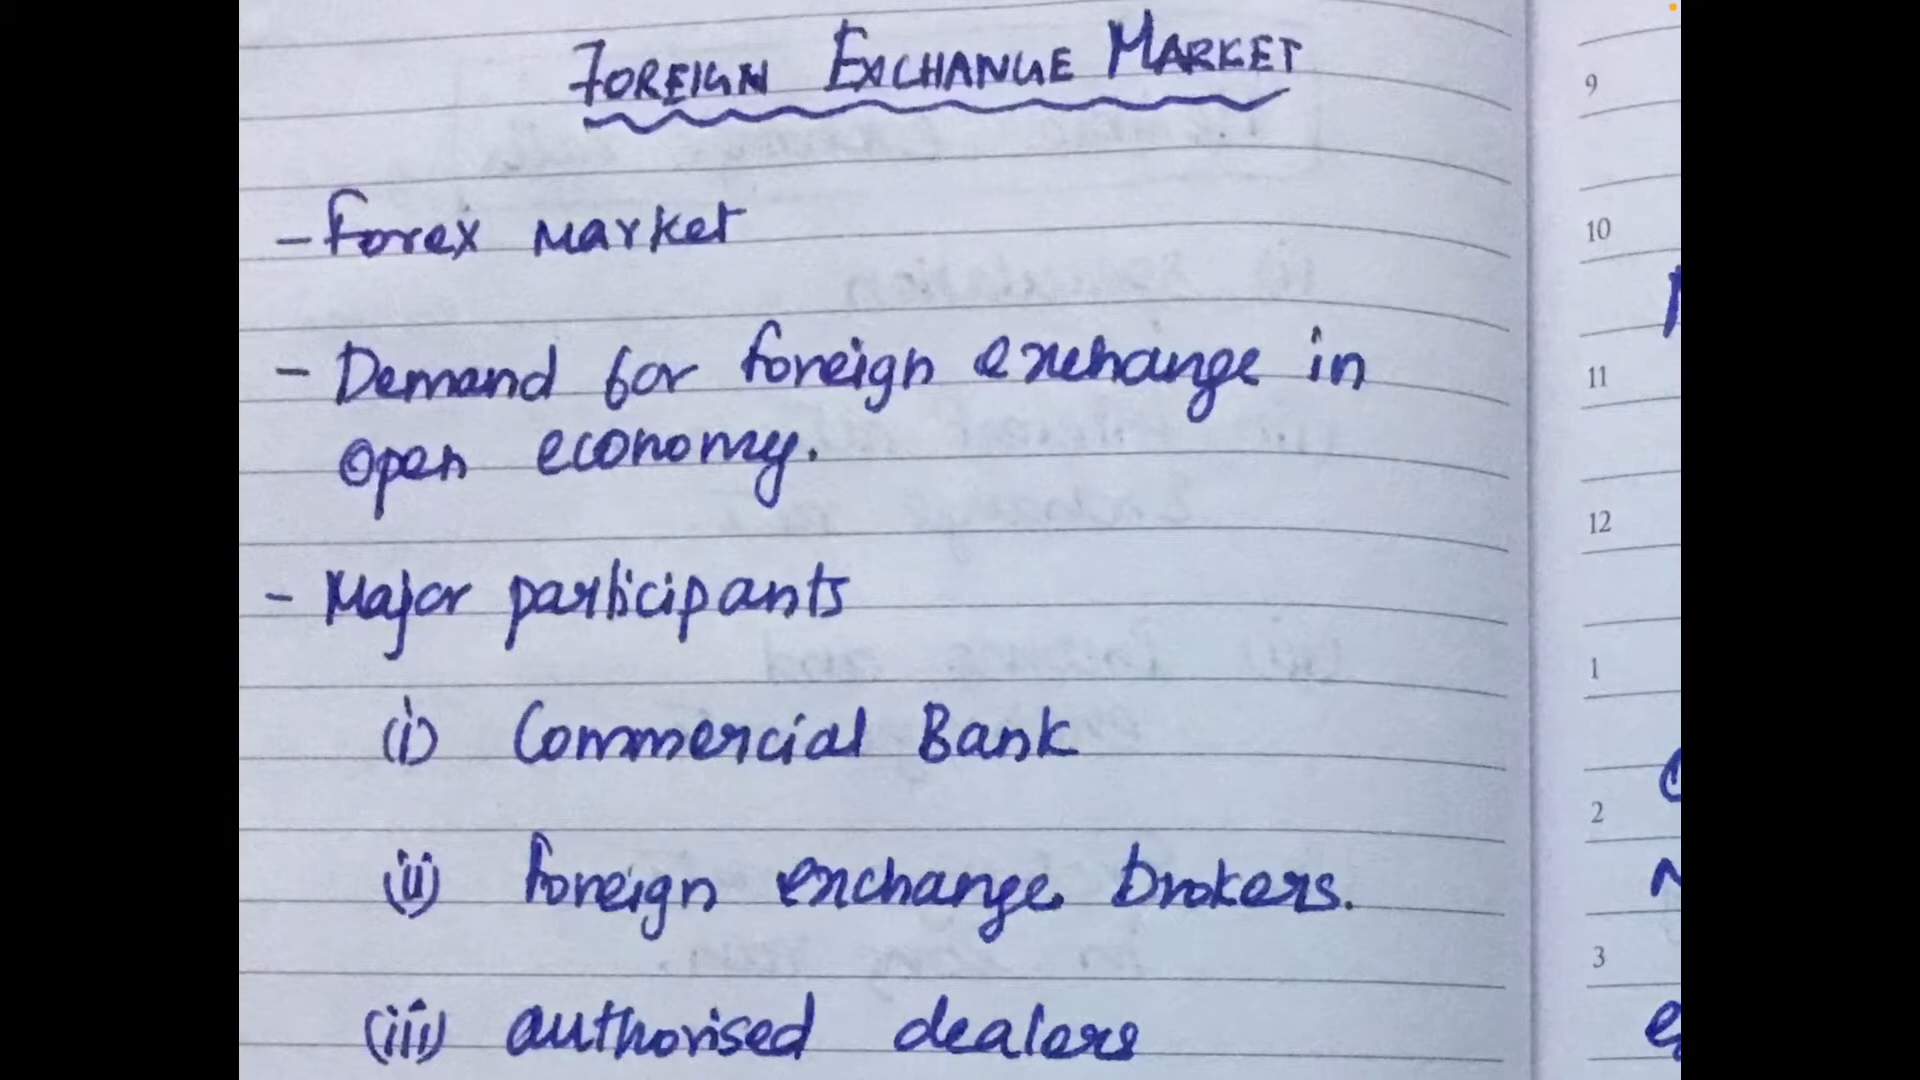 FOREIGN EXCHANGE MARKET
- Forex market
- Demand for foreign exchange in
open economy.
- Major participants
(i) Commercial Bank
(ii) foreign exchange brokers.
(iii) authorised dealers
9
10
11
12
1
2
3